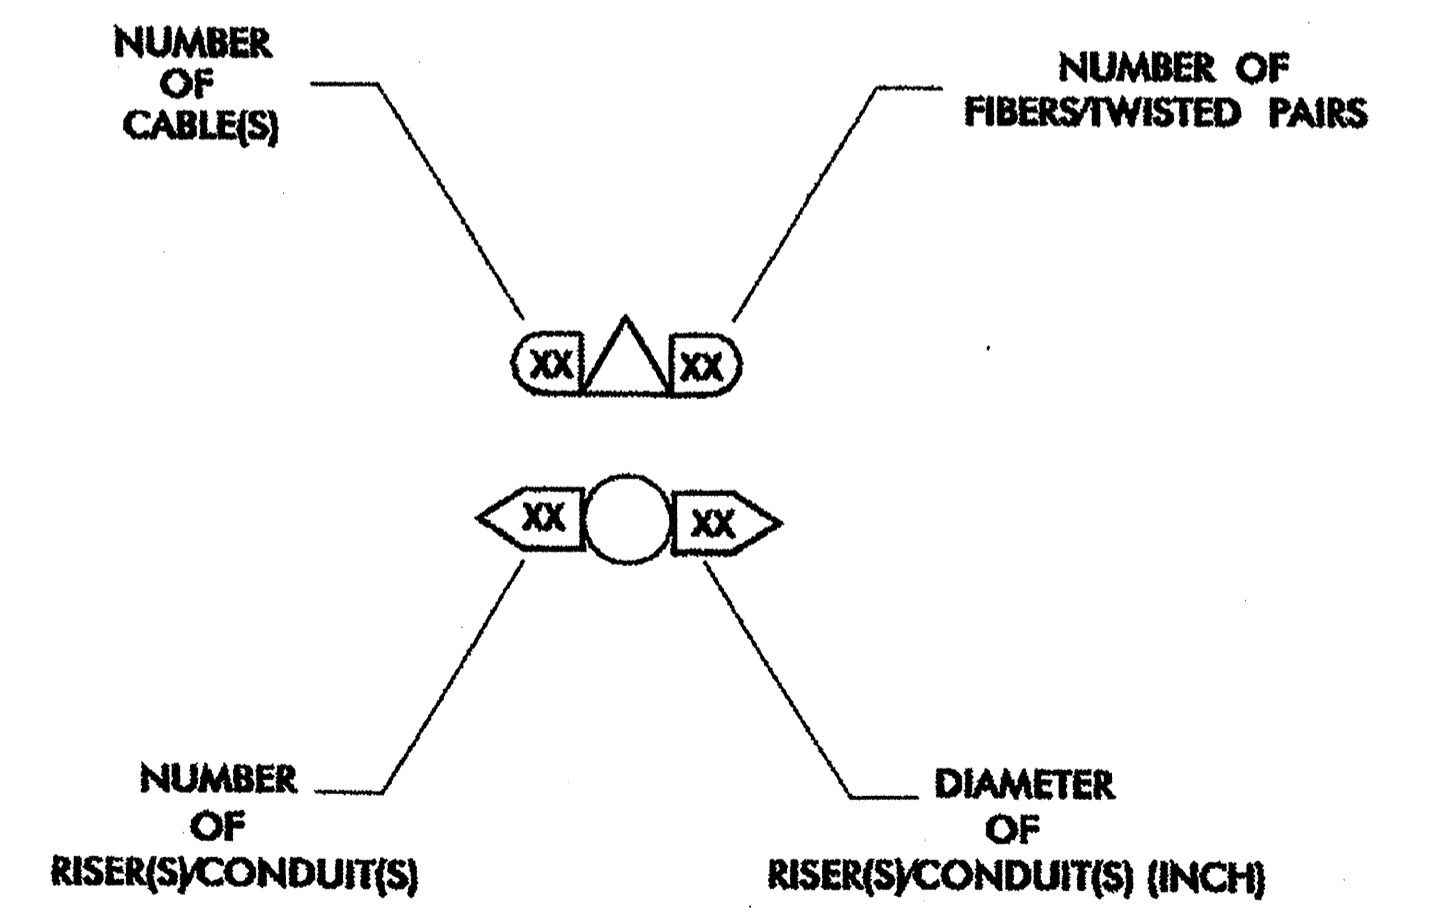 NUMBER
OF
CABLE(S)
NUMBER OF
FIBERS/TWISTED PAIRS
XX XX
XX XX
NUMBER
OF
RISER(S)/CONDUIT(S)
DIAMETER
OF
RISER(S)/CONDUIT(S) (INCH)